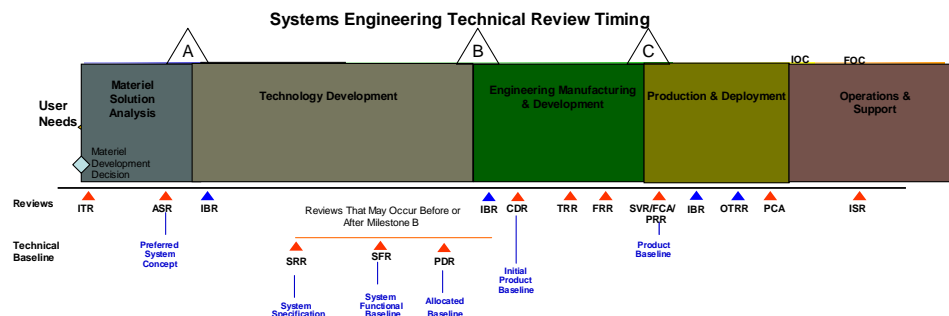 Systems Engineering Technical Review Timing
A
B
C
IOC
FOC
User
Needs
Materiel
Solution
Analysis
Technology Development
Engineering Manufacturing
& Development
Production & Deployment
Operations &
Support
Materiel
Development
Decision
Reviews
ITR
ASR
IBR
Reviews That May Occur Before or
After Milestone B
IBR
CDR
TRR
FRR
SVR/FCA/
PRR
IBR
OTRR
PCA
ISR
Technical
Baseline
Preferred
System
Concept
SRR
SFR
PDR
System
Specification
System
Functional
Baseline
Allocated
Baseline
Initial
Product
Baseline
Product
Baseline